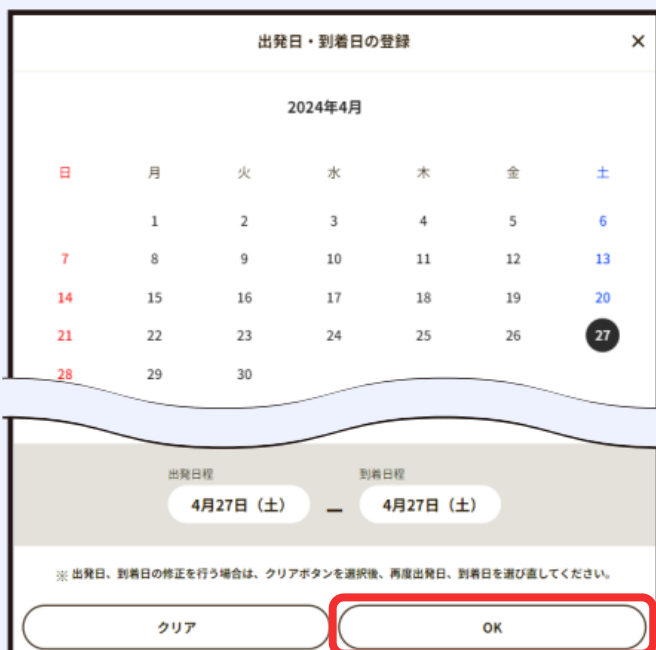 出発日・到着日の登録 ×
2024年4月
日 月 火 水 木 金 土
1 2 3 4 5 6
7 8 9 10 11 12 13
14 15 16 17 18 19 20
21 22 23 24 25 26 27
28 29 30
出発日程 到着日程
4月27日（土） – 4月27日（土）
※ 出発日、到着日の修正を行う場合は、クリアボタンを選択後、再度出発日、到着日を選び直してください。
クリア OK